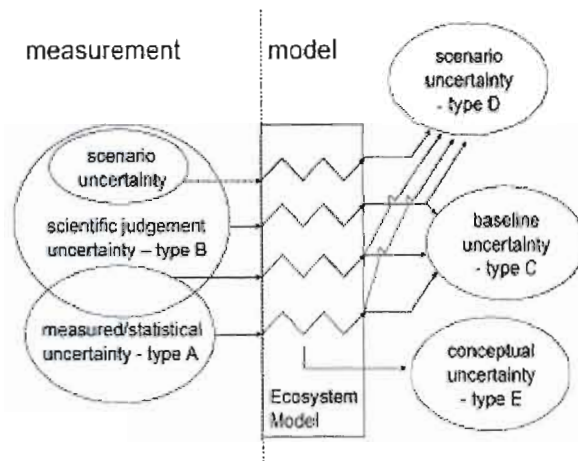 measurement
model
scenario
uncertainty
- type D
scenario
uncertainty
scientific judgement
uncertainty – type B
baseline
uncertainty
- type C
measured/statistical
uncertainty - type A
conceptual
uncertainty
- type E
Ecosystem
Model